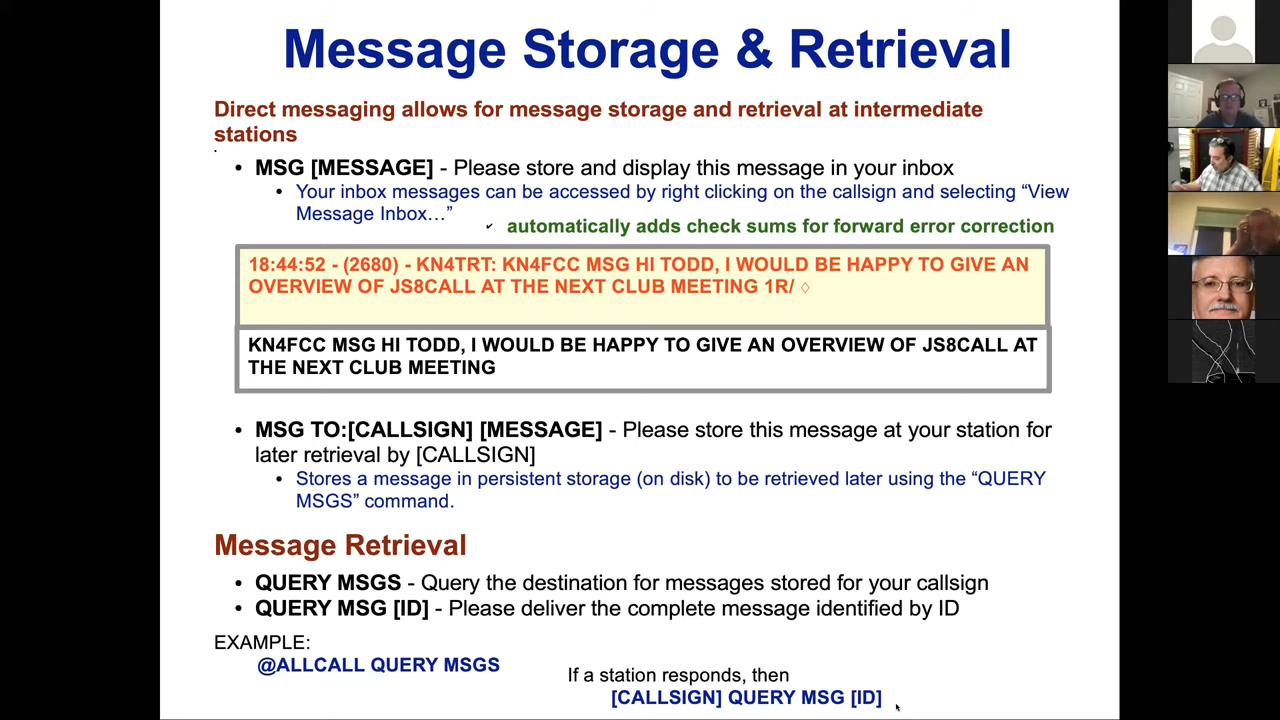 Message Storage & Retrieval
Direct messaging allows for message storage and retrieval at intermediate
stations
• MSG [MESSAGE] - Please store and display this message in your inbox
• Your inbox messages can be accessed by right clicking on the callsign and selecting “View
Message Inbox…”
✓ automatically adds check sums for forward error correction
18:44:52 - (2680) - KN4TRT: KN4FCC MSG HI TODD, I WOULD BE HAPPY TO GIVE AN
OVERVIEW OF JS8CALL AT THE NEXT CLUB MEETING 1R/ ♢
KN4FCC MSG HI TODD, I WOULD BE HAPPY TO GIVE AN OVERVIEW OF JS8CALL AT
THE NEXT CLUB MEETING
• MSG TO:[CALLSIGN] [MESSAGE] - Please store this message at your station for
later retrieval by [CALLSIGN]
• Stores a message in persistent storage (on disk) to be retrieved later using the “QUERY
MSGS” command.
Message Retrieval
• QUERY MSGS - Query the destination for messages stored for your callsign
• QUERY MSG [ID] - Please deliver the complete message identified by ID
EXAMPLE:
@ALLCALL QUERY MSGS
If a station responds, then
[CALLSIGN] QUERY MSG [ID]